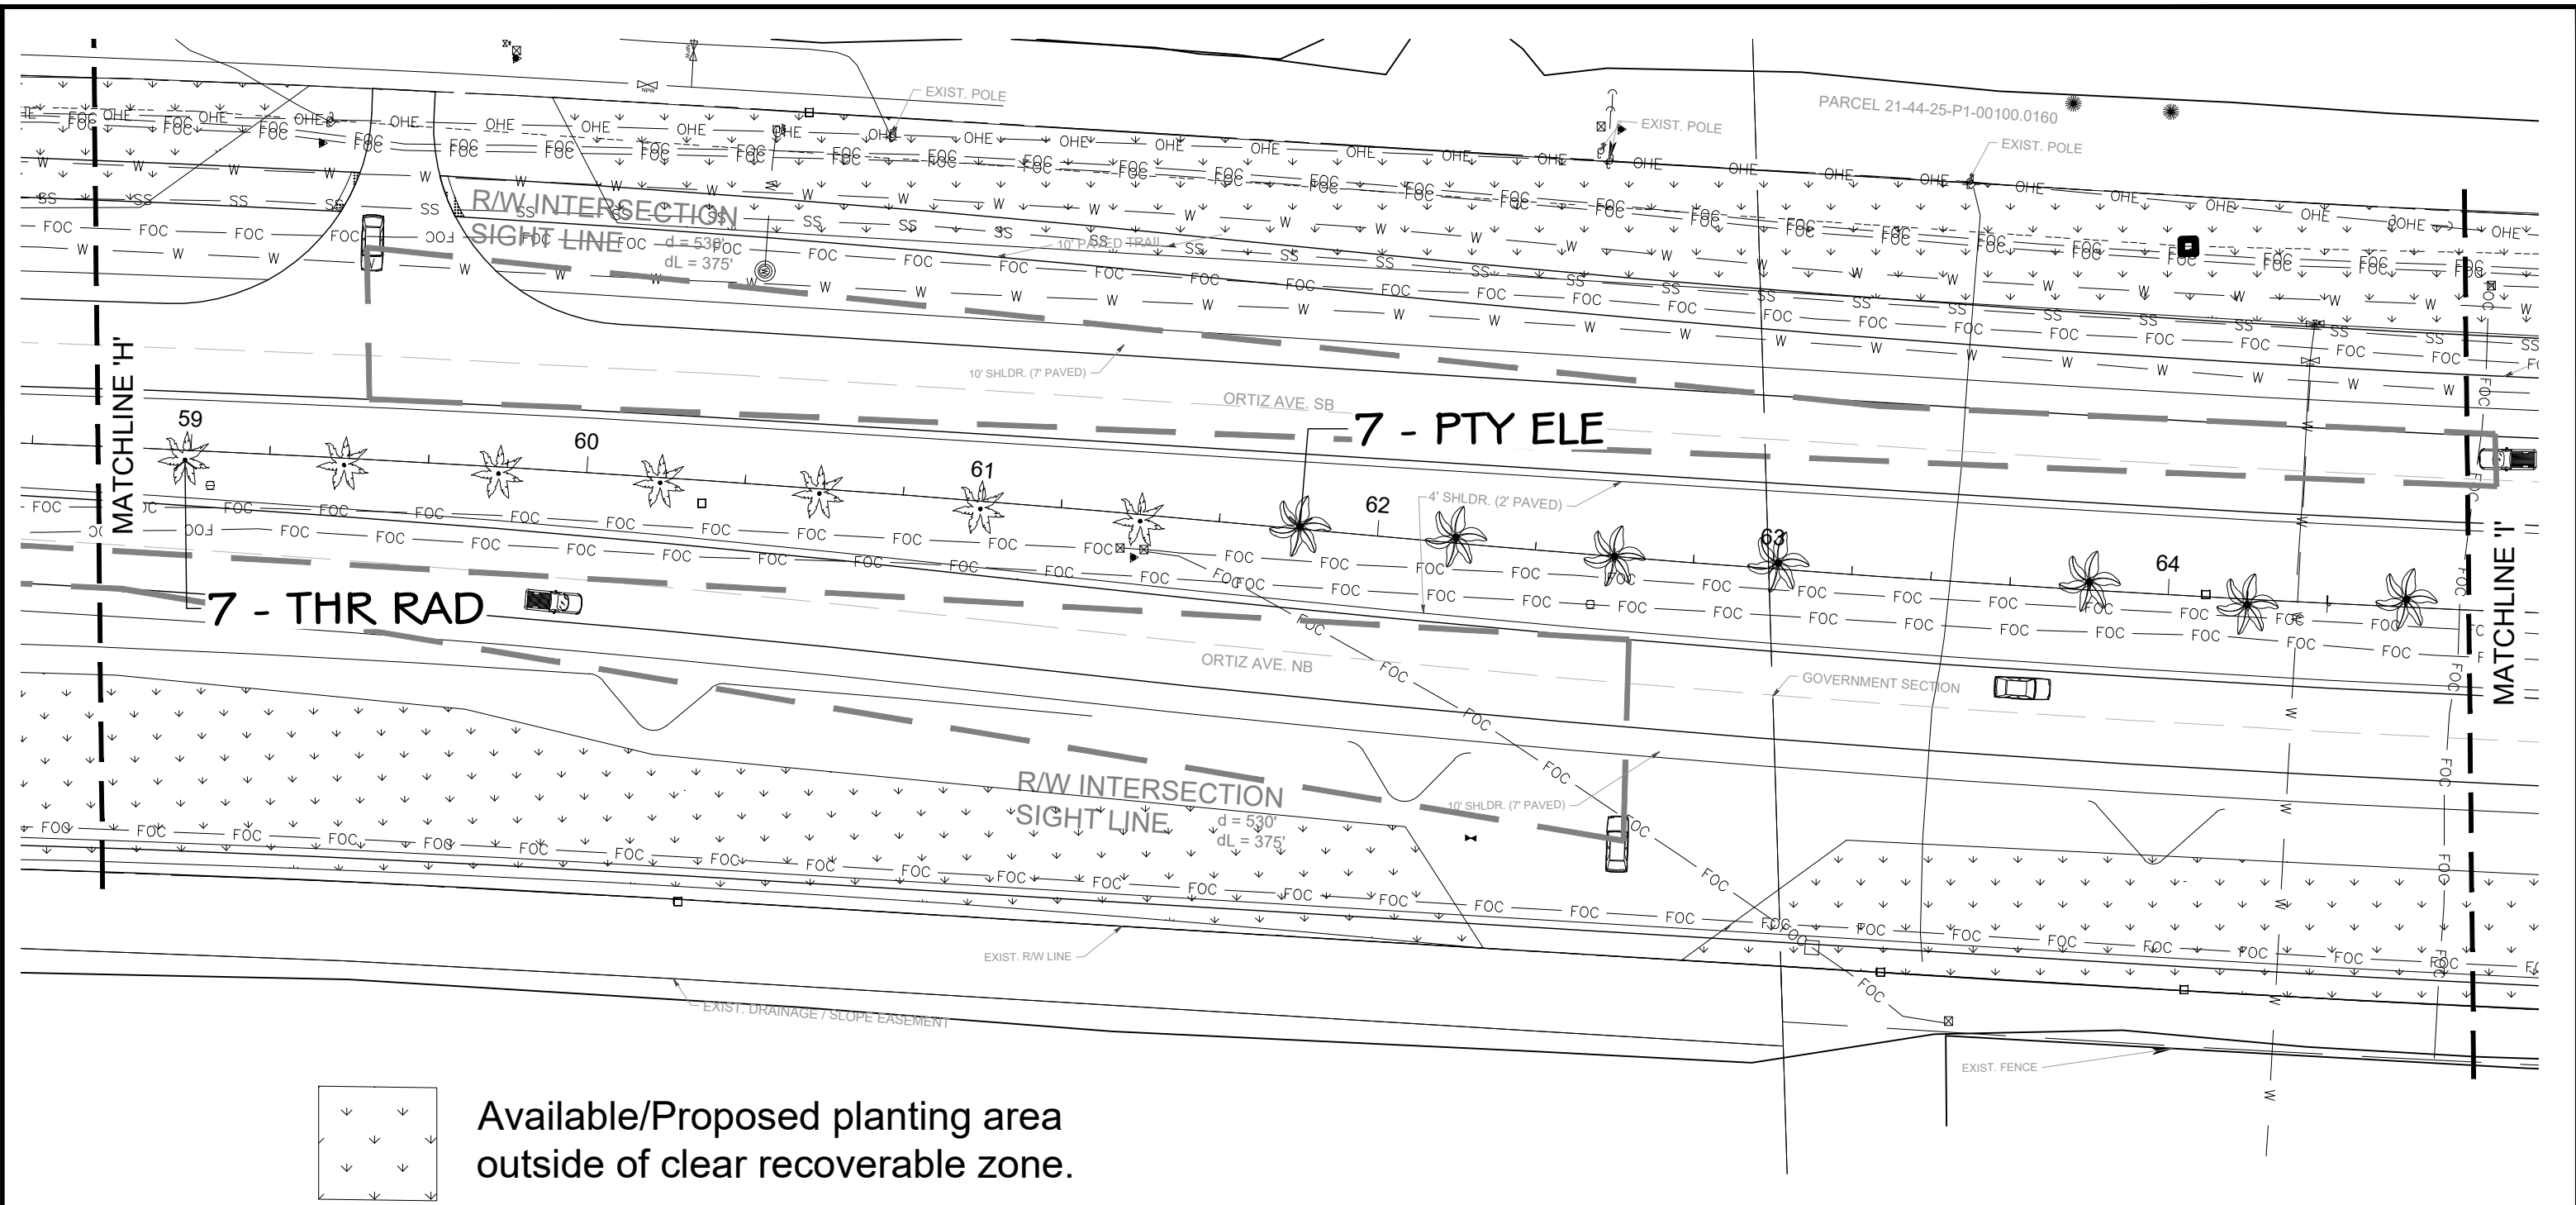 EXIST. POLE
EXIST. POLE
PARCEL 21-44-25-P1-00100.0160
EXIST. POLE
R/W INTERSECTION
SIGHT LINE
d = 530'
dL = 375'
10' PAVED TRAIL
MATCHLINE 'H'
10' SHLDR. (7' PAVED)
ORTIZ AVE. SB
7 - PTY ELE
59
60
61
62
63
64
4' SHLDR. (2' PAVED)
7 - THR RAD
ORTIZ AVE. NB
GOVERNMENT SECTION
MATCHLINE 'I'
R/W INTERSECTION
SIGHT LINE
d = 530'
dL = 375'
10' SHLDR. (7' PAVED)
EXIST. R/W LINE
EXIST. DRAINAGE / SLOPE EASEMENT
EXIST. FENCE
OHE
FOC
W
SS
Available/Proposed planting area
outside of clear recoverable zone.